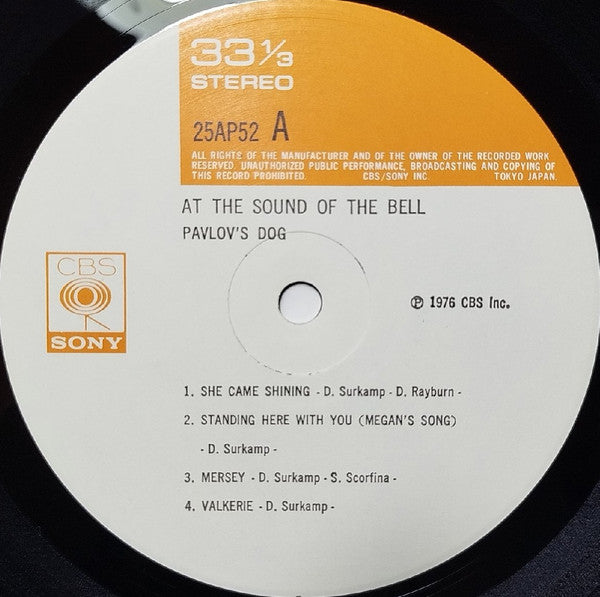 33 1/3
STEREO
25AP52 A
ALL RIGHTS OF THE MANUFACTURER AND OF THE OWNER OF THE RECORDED WORK
RESERVED. UNAUTHORIZED PUBLIC PERFORMANCE, BROADCASTING AND COPYING OF
THIS RECORD PROHIBITED. CBS/SONY INC. TOKYO JAPAN.
AT THE SOUND OF THE BELL
PAVLOV'S DOG
CBS
SONY
℗ 1976 CBS Inc.
1. SHE CAME SHINING - D. Surkamp - D. Rayburn -
2. STANDING HERE WITH YOU (MEGAN'S SONG)
- D. Surkamp -
3. MERSEY - D. Surkamp - S. Scorfina -
4. VALKERIE - D. Surkamp -